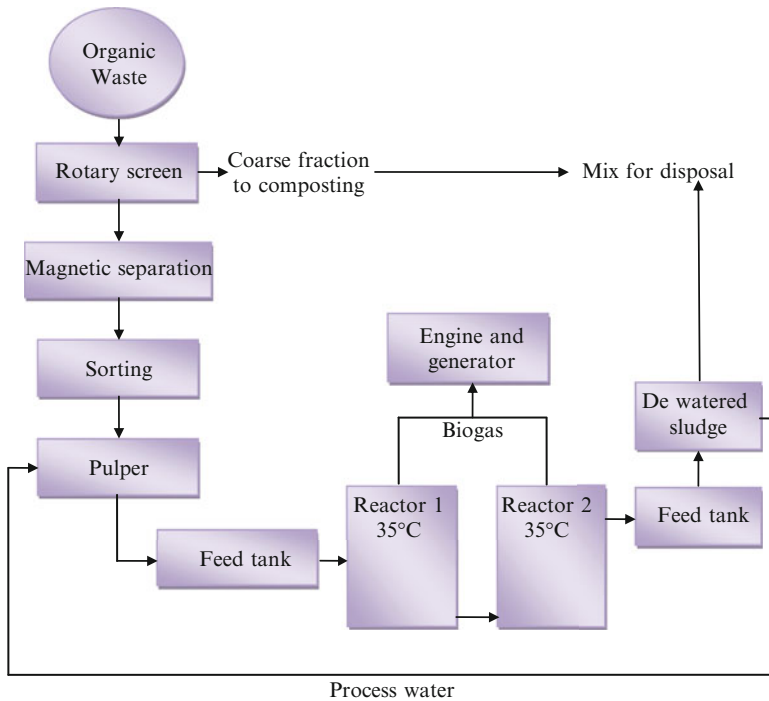 Organic
Waste
Rotary screen
Coarse fraction
to composting
Mix for disposal
Magnetic separation
Sorting
Engine and
generator
Biogas
De watered
sludge
Pulper
Feed tank
Reactor 1
35°C
Reactor 2
35°C
Feed tank
Process water